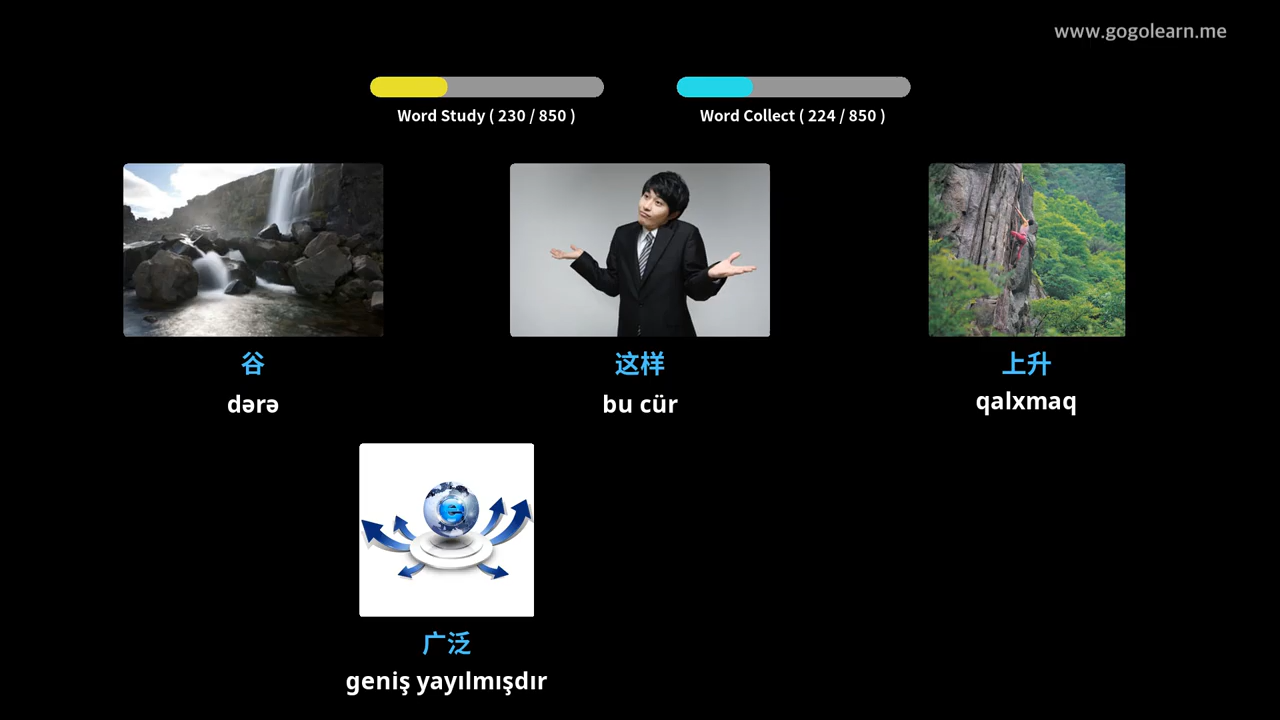 www.gogolearn.me
Word Study ( 230 / 850 )
Word Collect ( 224 / 850 )
谷
dərə
这样
bu cür
上升
qalxmaq
e
广泛
geniş yayılmışdır